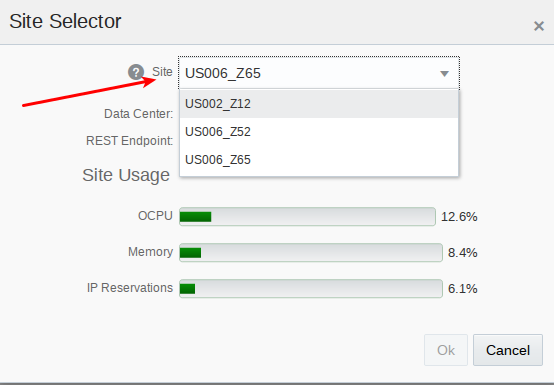 Site Selector
×
? Site US006_Z65
US002_Z12
Data Center:
US006_Z52
REST Endpoint:
US006_Z65
Site Usage
OCPU 12.6%
Memory 8.4%
IP Reservations 6.1%
Ok Cancel